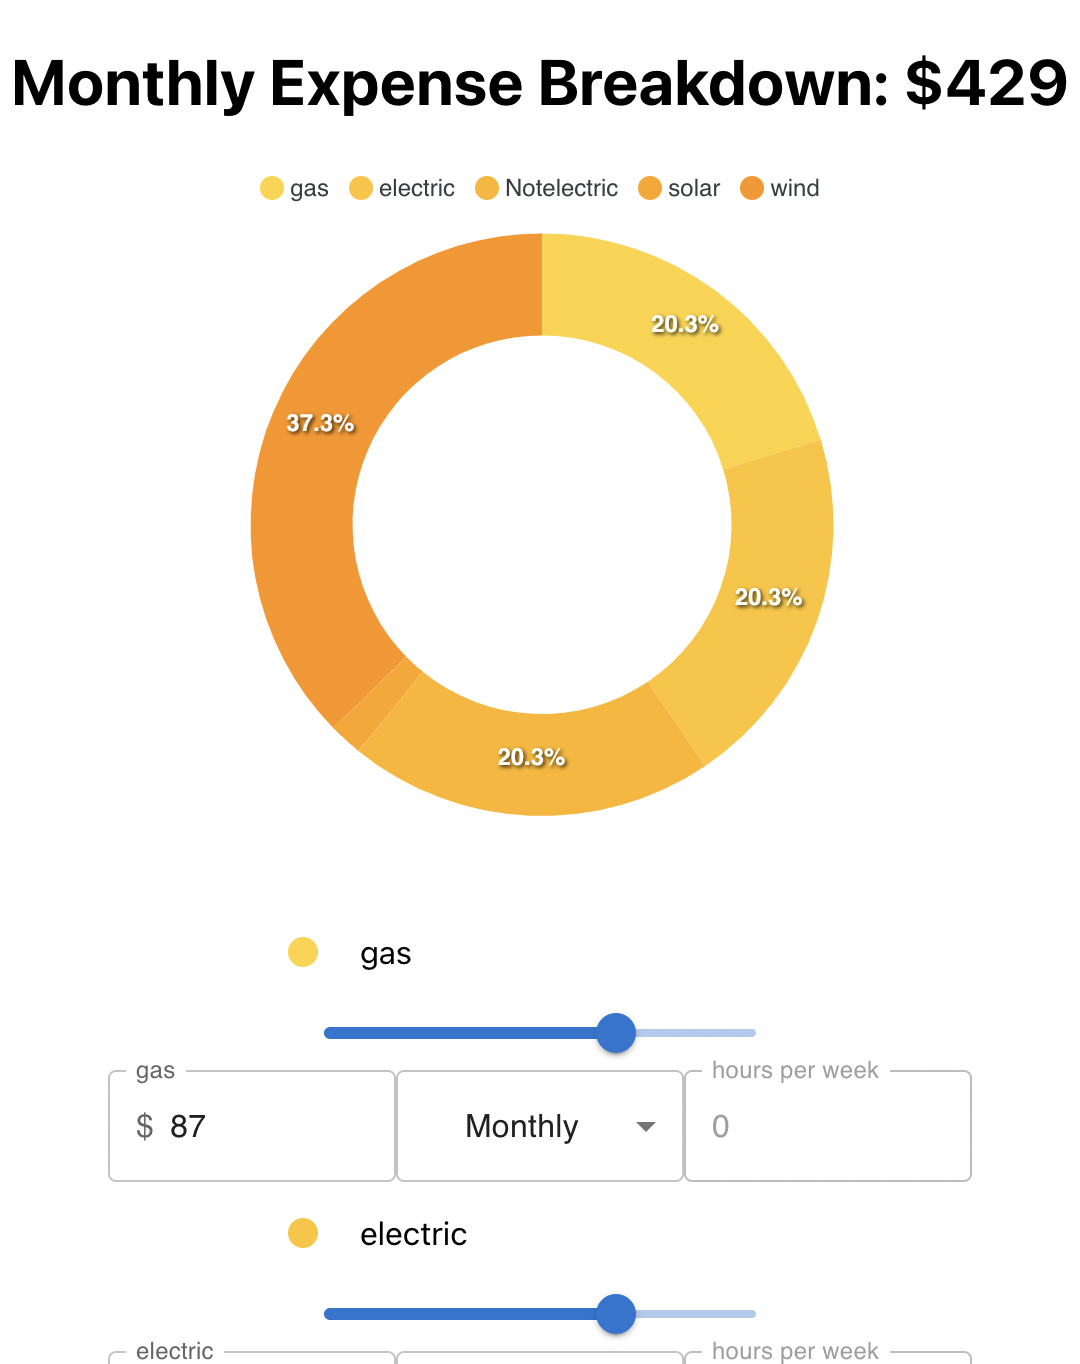 Monthly Expense Breakdown: $429
gas electric Notelectric solar wind
20.3%
37.3%
20.3%
20.3%
gas
gas
hours per week
$ 87 Monthly 0
electric
electric
hours per week